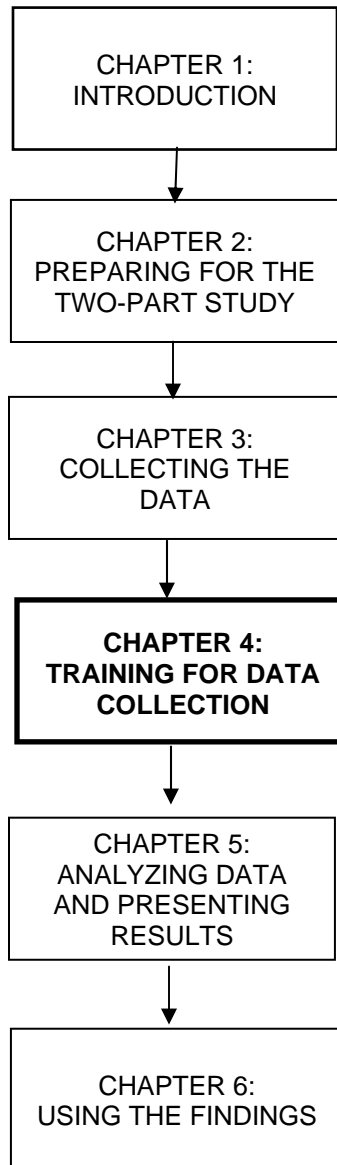 CHAPTER 1:
INTRODUCTION
CHAPTER 2:
PREPARING FOR THE
TWO-PART STUDY
CHAPTER 3:
COLLECTING THE
DATA
CHAPTER 4:
TRAINING FOR DATA
COLLECTION
CHAPTER 5:
ANALYZING DATA
AND PRESENTING
RESULTS
CHAPTER 6:
USING THE FINDINGS